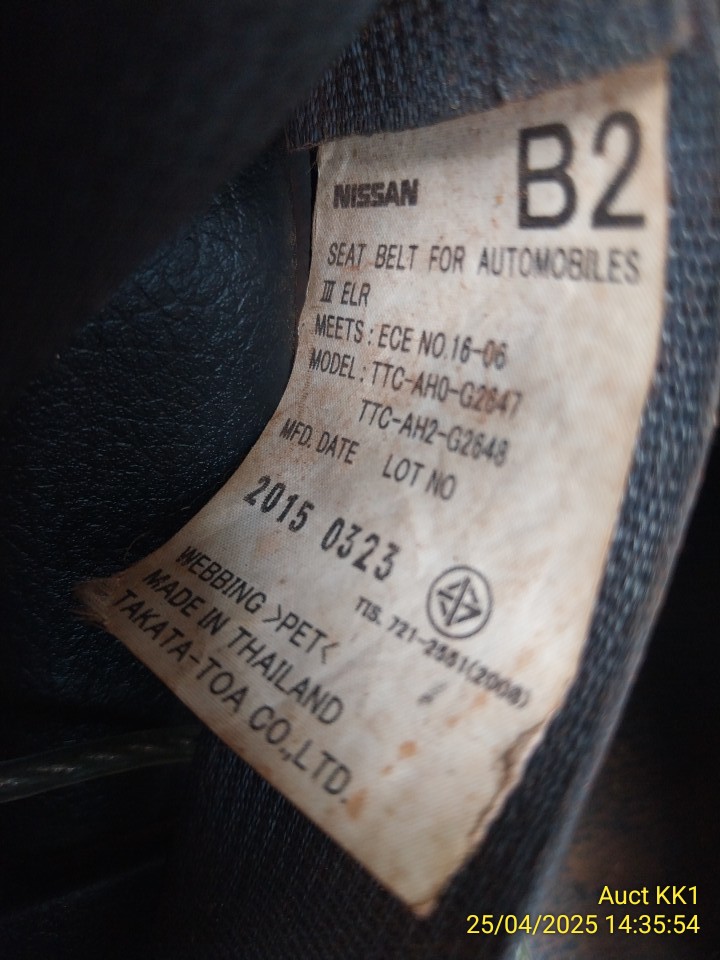 B2
NISSAN
SEAT BELT FOR AUTOMOBILES
III ELR
MEETS : ECE NO.16-06
MODEL : TTC-AH0-G2647
TTC-AH2-G2648
MFD. DATE LOT NO
2015 0323
TIS. 721-2551(2008)
WEBBING >PET<
MADE IN THAILAND
TAKATA-TOA CO.,LTD.
Auct KK1
25/04/2025 14:35:54